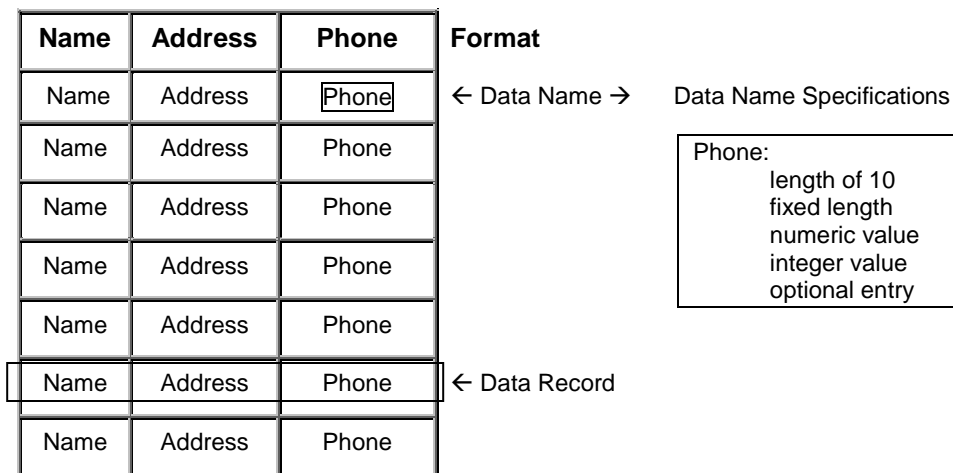 Name Address Phone Format
Name Address Phone ← Data Name → Data Name Specifications
Name Address Phone Phone:
length of 10
Name Address Phone fixed length
numeric value
Name Address Phone integer value
optional entry
Name Address Phone
Name Address Phone ← Data Record
Name Address Phone